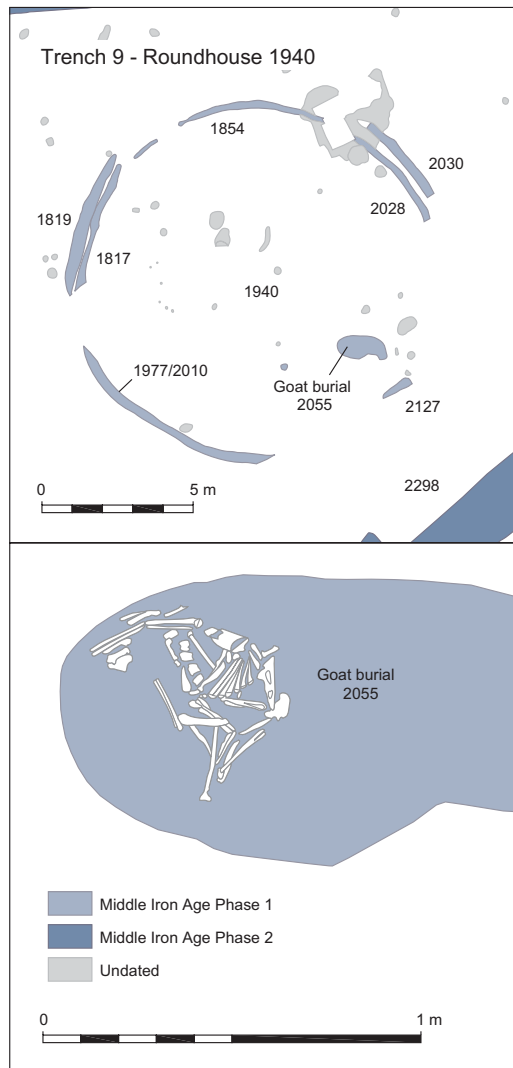 Trench 9 - Roundhouse 1940
1854
2030
2028
1819
1817
1940
1977/2010
Goat burial
2055
2127
0
5 m
2298
Goat burial
2055
Middle Iron Age Phase 1
Middle Iron Age Phase 2
Undated
0
1 m